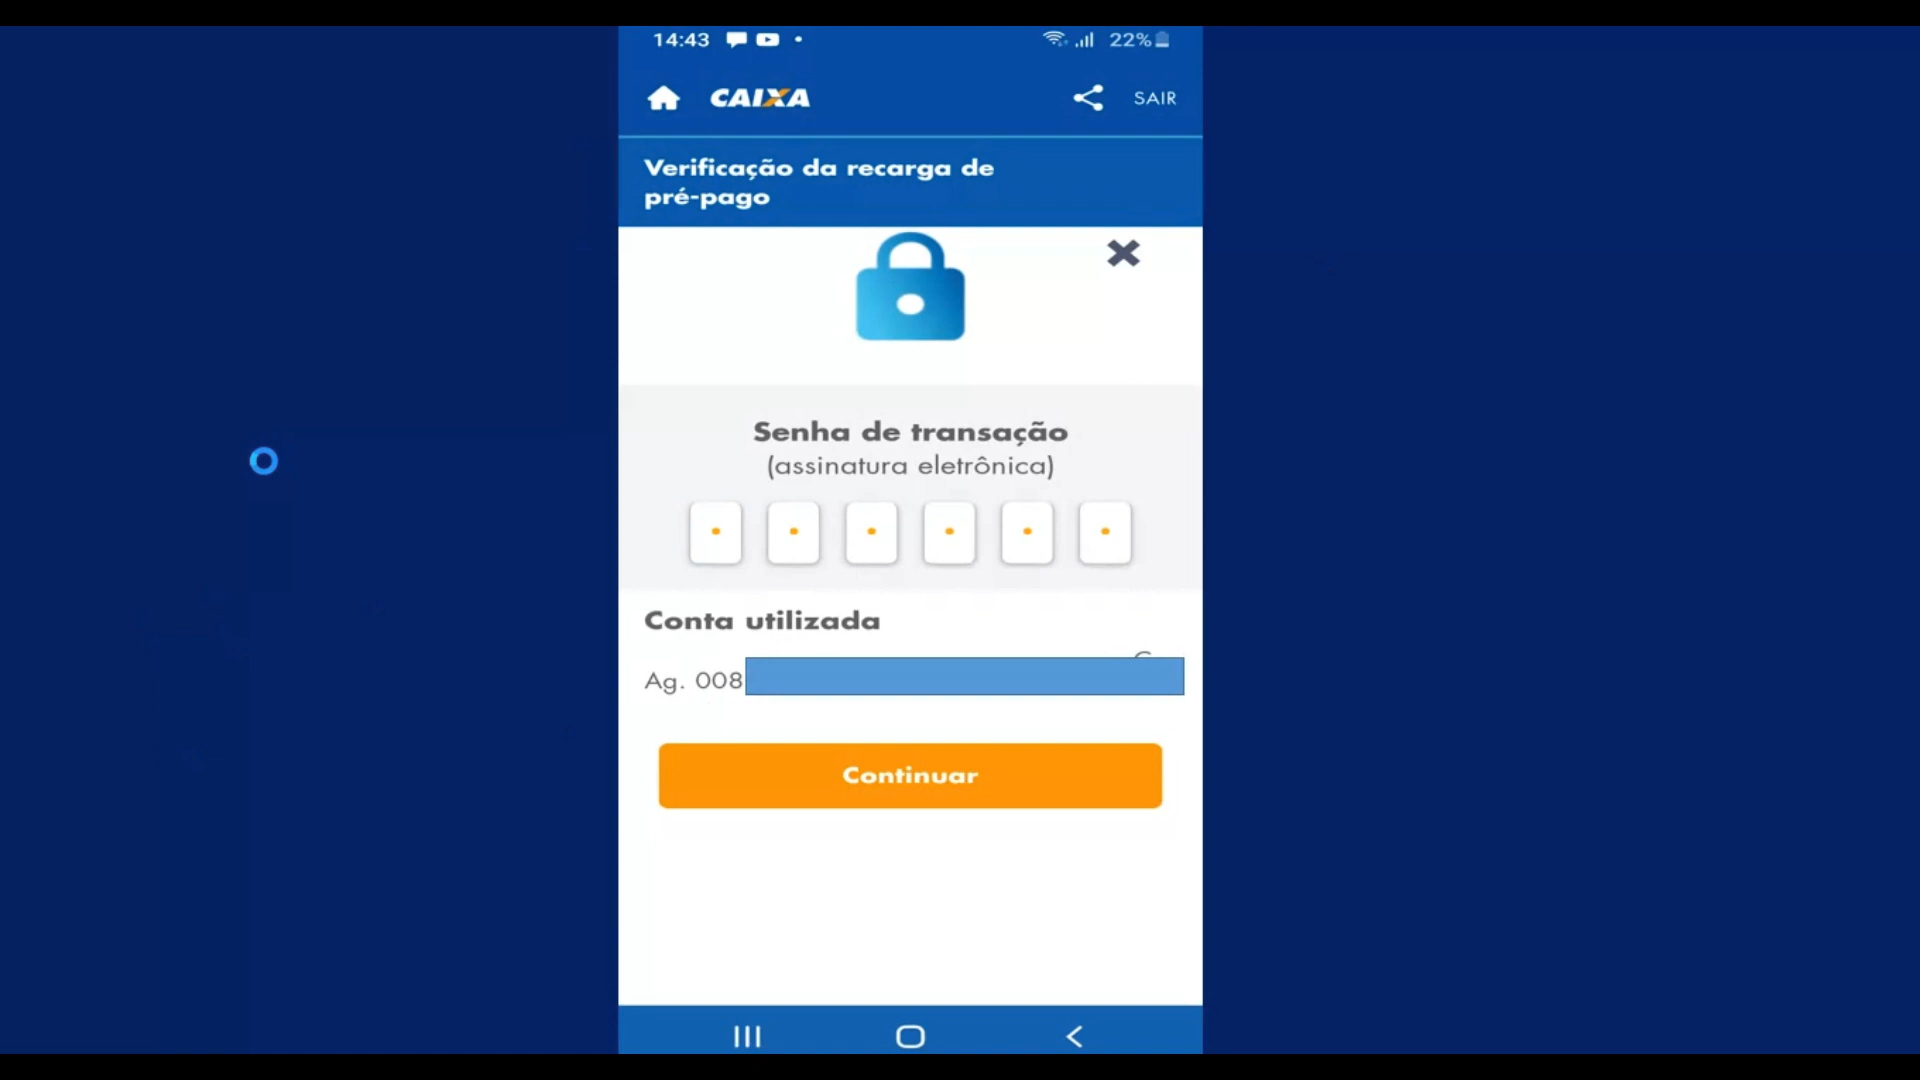 14:43 22%
CAIXA SAIR
Verificação da recarga de
pré-pago
Senha de transação
(assinatura eletrônica)
Conta utilizada
Ag. 008
Continuar